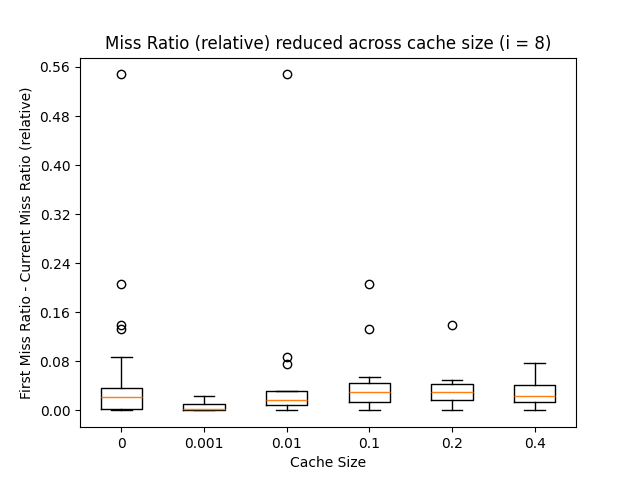 Miss Ratio (relative) reduced across cache size (i = 8)
First Miss Ratio - Current Miss Ratio (relative)
0.56
0.48
0.40
0.32
0.24
0.16
0.08
0.00
0 0.001 0.01 0.1 0.2 0.4
Cache Size